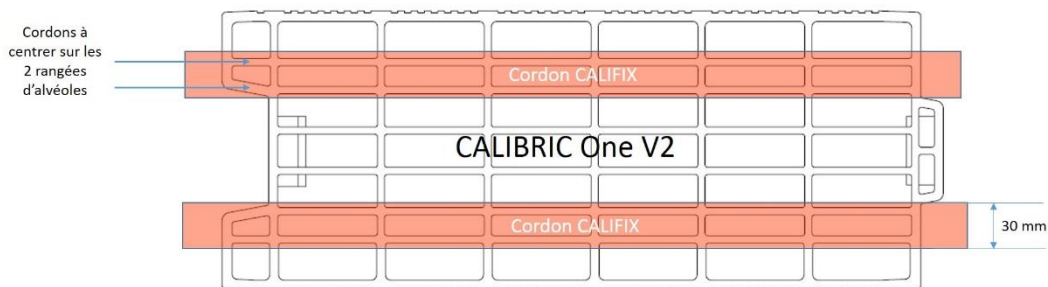 Cordons à
centrer sur les
2 rangées
d’alvéoles
Cordon CALIFIX
CALIBRIC One V2
Cordon CALIFIX
30 mm